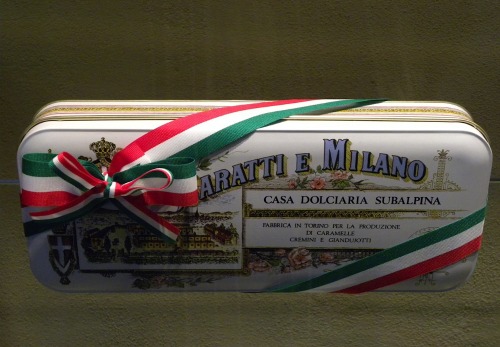 ARATTI E MILANO
CASA DOLCIARIA SUBALPINA
FABBRICA IN TORINO PER LA PRODUZIONE
DI CARAMELLE
CREMINI E GIANDUIOTTI